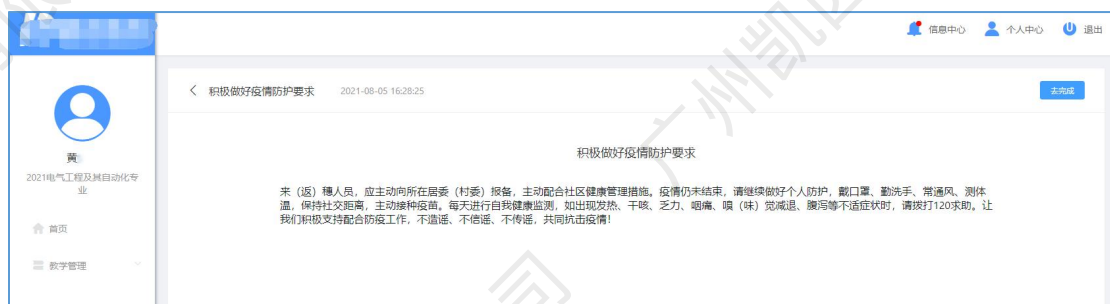 信息中心 个人中心 退出
积极做好疫情防护要求 2021-08-05 16:28:25 去完成
黄
2021电气工程及其自动化专
业
首页
教学管理
积极做好疫情防护要求
来（返）穗人员，应主动向所在居委（村委）报备，主动配合社区健康管理措施。疫情仍未结束，请继续做好个人防护，戴口罩、勤洗手、常通风、测体
温，保持社交距离，主动接种疫苗。每天进行自我健康监测，如出现发热、干咳、乏力、咽痛、嗅（味）觉减退、腹泻等不适症状时，请拨打120求助。让
我们积极支持配合防疫工作，不造谣、不信谣、不传谣，共同抗击疫情！
广州凯
司